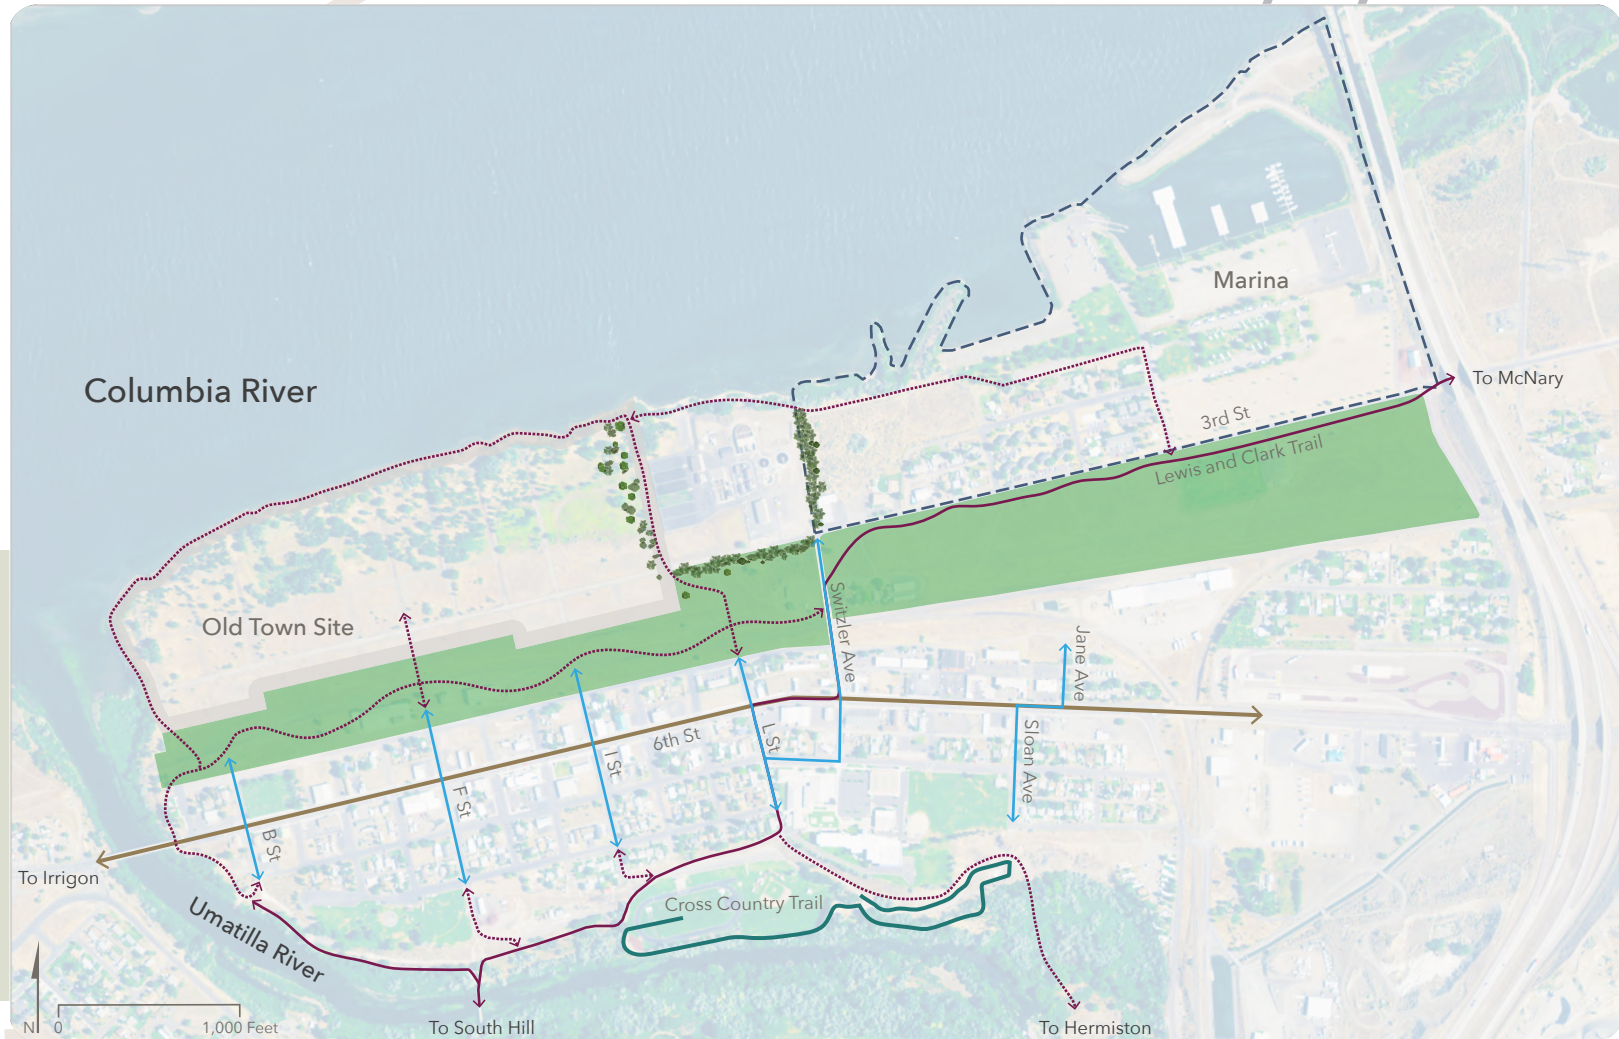 Marina
To McNary
Columbia River
3rd St
Lewis and Clark Trail
Old Town Site
Switzler Ave
Jane Ave
6th St
L St
I St
F St
B St
Sloan Ave
To Irrigon
Cross Country Trail
Umatilla River
N
0
1,000 Feet
To South Hill
To Hermiston